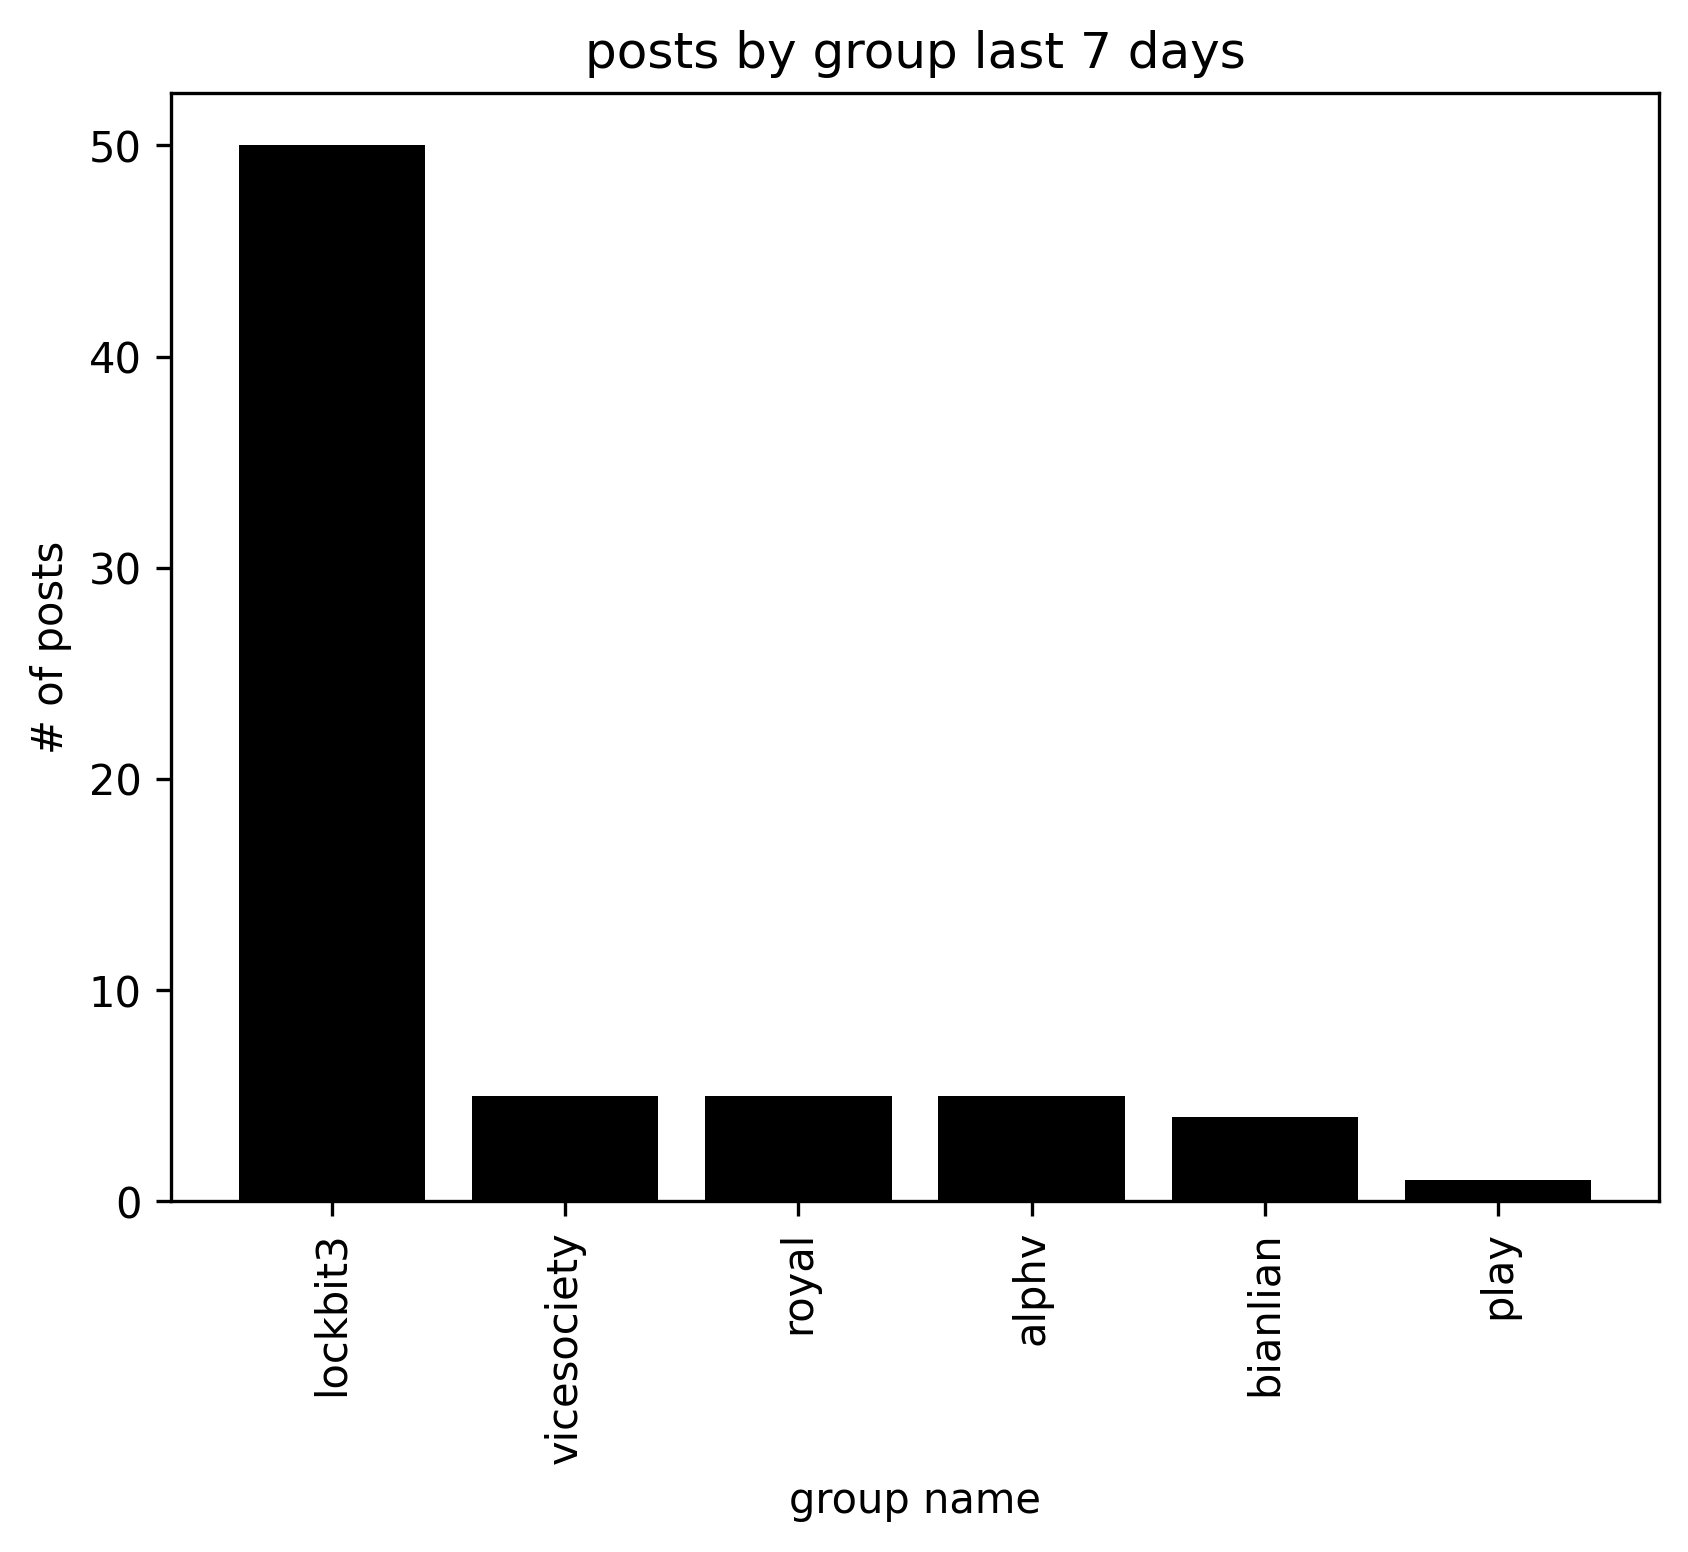 posts by group last 7 days
# of posts
50
40
30
20
10
0
lockbit3
vicesociety
royal
alphv
bianlian
play
group name